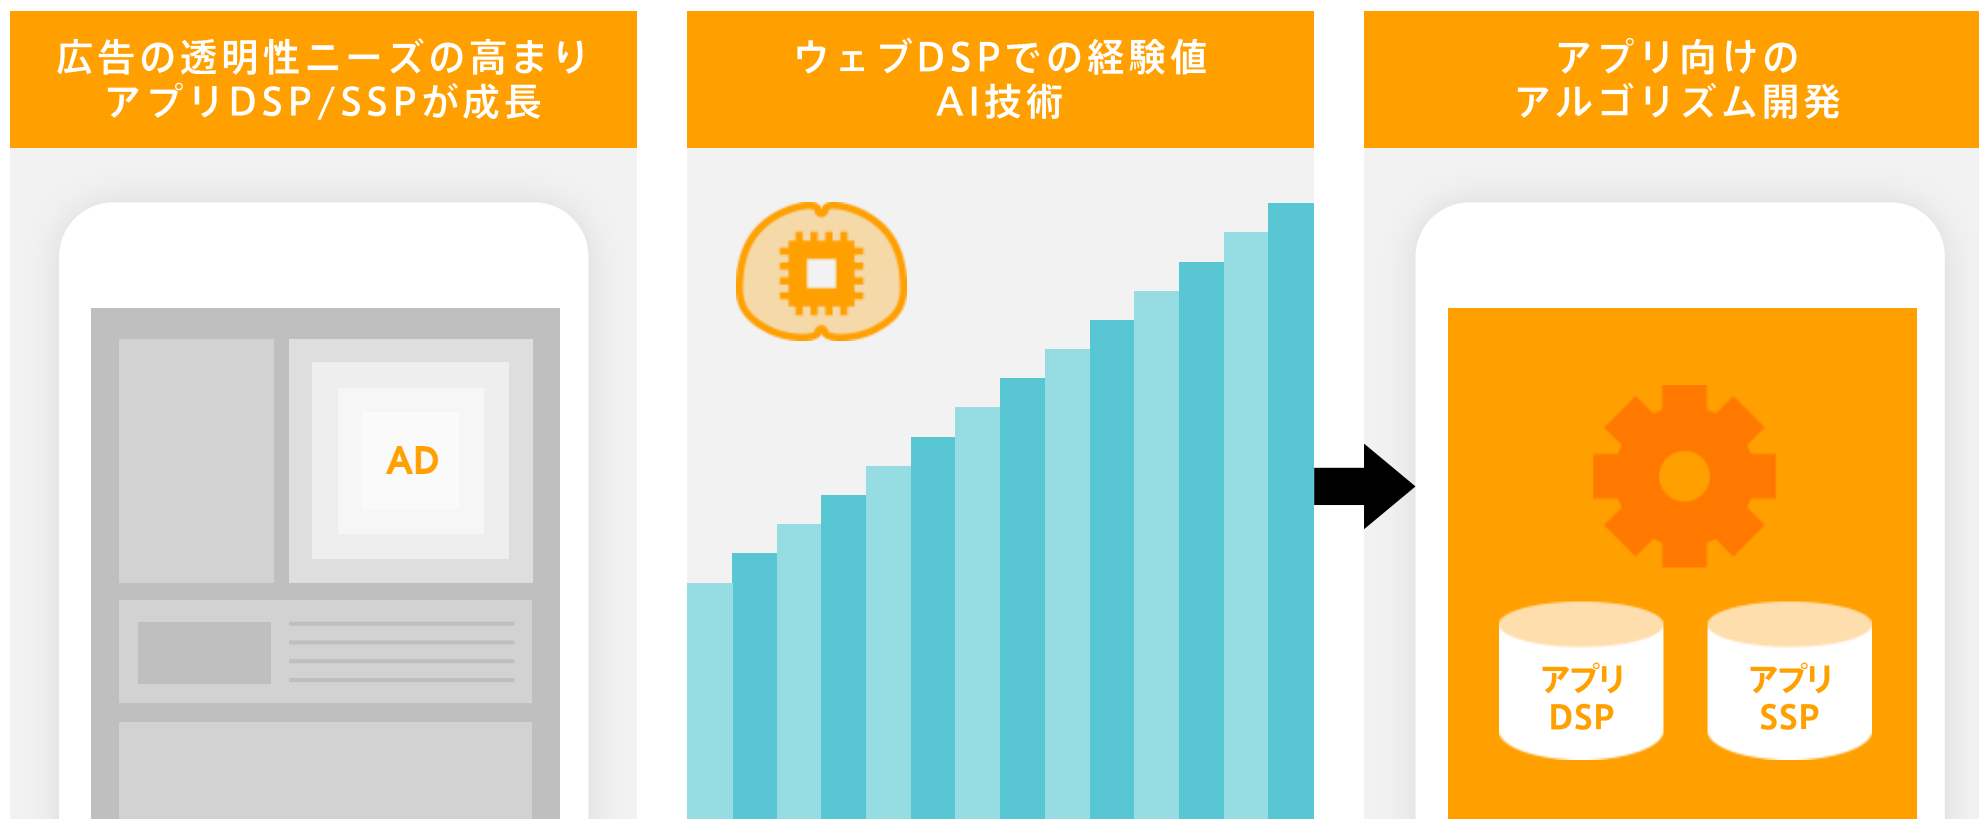 広告の透明性ニーズの高まり
アプリDSP/SSPが成長
AD
ウェブDSPでの経験値
AI技術
アプリ向けの
アルゴリズム開発
アプリ
DSP
アプリ
SSP